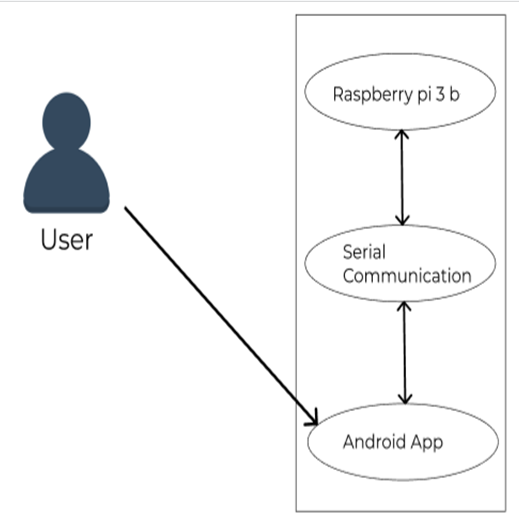 Raspberry pi 3 b
User
Serial
Communication
Android App